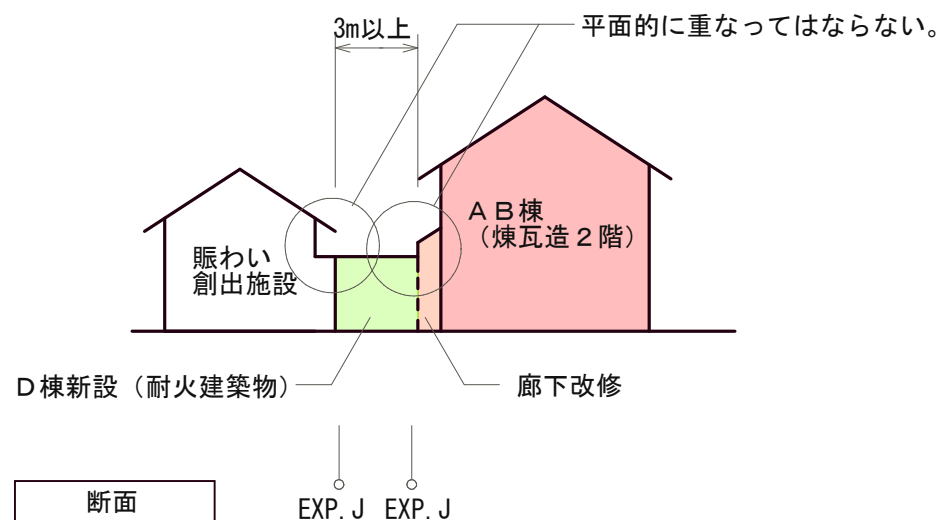 3m以上
平面的に重なってはならない。
AB棟
(煉瓦造2階)
賑わい
創出施設
D棟新設(耐火建築物)
廊下改修
断面
EXP.J EXP.J